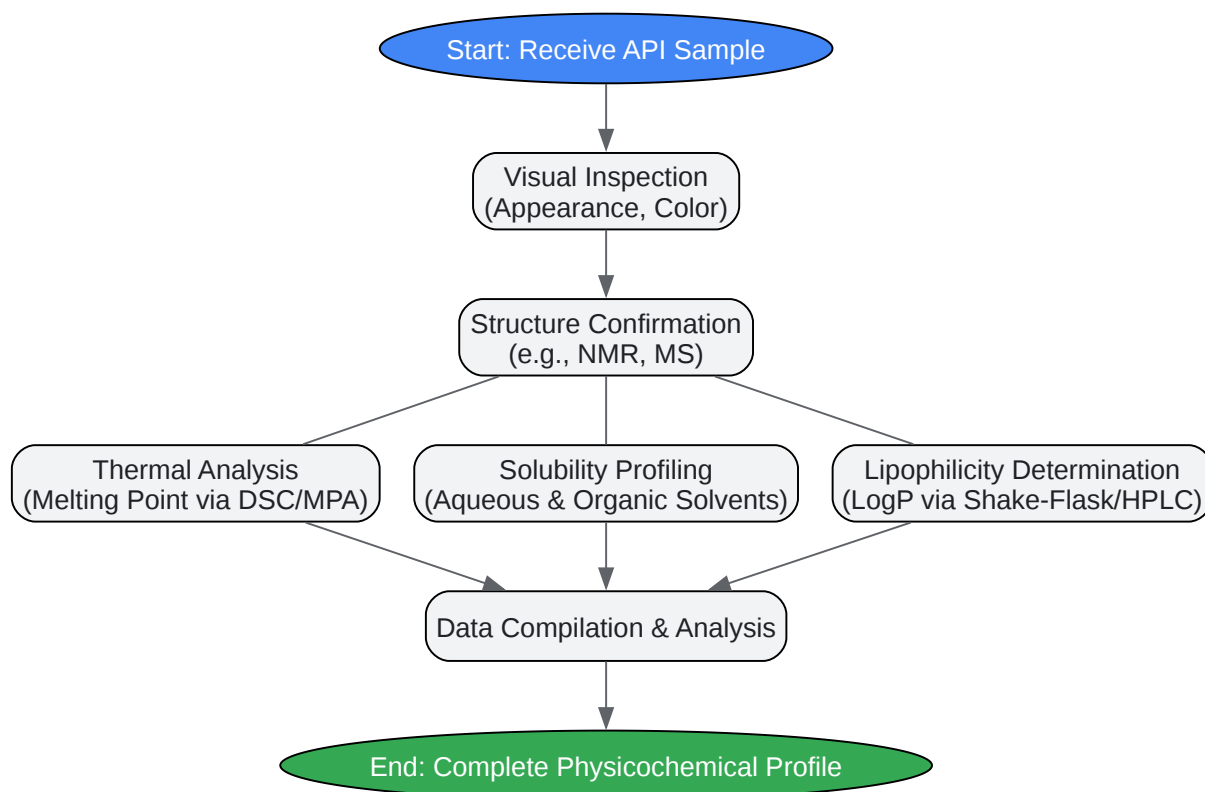 Start: Receive API Sample
Visual Inspection
(Appearance, Color)
Structure Confirmation
(e.g., NMR, MS)
Thermal Analysis
(Melting Point via DSC/MPA)
Solubility Profiling
(Aqueous & Organic Solvents)
Lipophilicity Determination
(LogP via Shake-Flask/HPLC)
Data Compilation & Analysis
End: Complete Physicochemical Profile